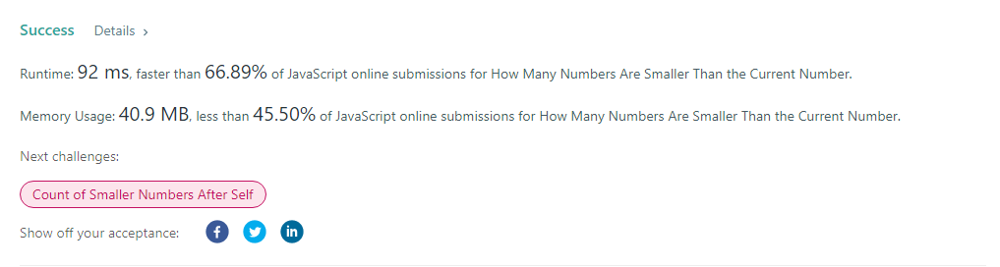 Success Details >
Runtime: 92 ms, faster than 66.89% of JavaScript online submissions for How Many Numbers Are Smaller Than the Current Number.
Memory Usage: 40.9 MB, less than 45.50% of JavaScript online submissions for How Many Numbers Are Smaller Than the Current Number.
Next challenges:
Count of Smaller Numbers After Self
Show off your acceptance: f in